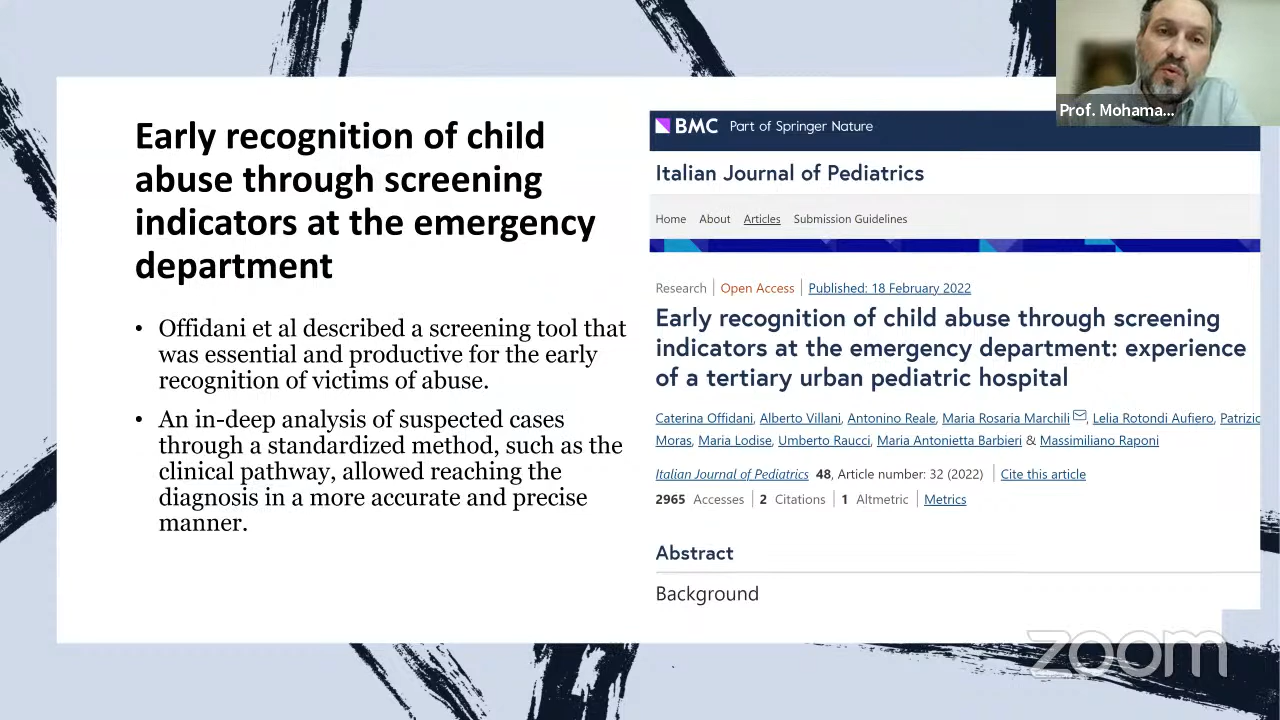 Early recognition of child
abuse through screening
indicators at the emergency
department
• Offidani et al described a screening tool that
was essential and productive for the early
recognition of victims of abuse.
• An in-deep analysis of suspected cases
through a standardized method, such as the
clinical pathway, allowed reaching the
diagnosis in a more accurate and precise
manner.
BMC Part of Springer Nature
Italian Journal of Pediatrics
Home About Articles Submission Guidelines
Research | Open Access | Published: 18 February 2022
Early recognition of child abuse through screening
indicators at the emergency department: experience
of a tertiary urban pediatric hospital
Caterina Offidani, Alberto Villani, Antonino Reale, Maria Rosaria Marchili, Lelia Rotondi Aufiero, Patrizio
Moras, Maria Lodise, Umberto Raucci, Maria Antonietta Barbieri & Massimiliano Raponi
Italian Journal of Pediatrics 48, Article number: 32 (2022) | Cite this article
2965 Accesses | 2 Citations | 1 Altmetric | Metrics
Abstract
Background
Prof. Mohama...
zoom